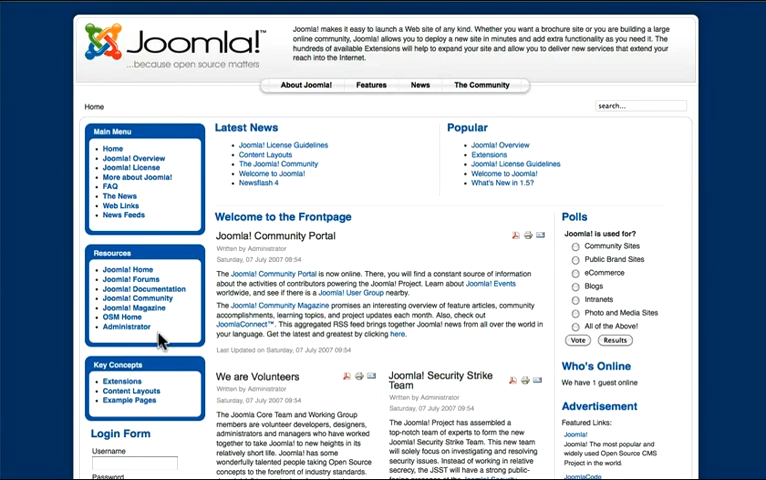 Joomla!™
...because open source matters
Joomla! makes it easy to launch a Web site of any kind. Whether you want a brochure site or you are building a large
online community, Joomla! allows you to deploy a new site in minutes and add extra functionality as you need it. The
hundreds of available Extensions will help to expand your site and allow you to deliver new services that extend your
reach into the Internet.
About Joomla! Features News The Community
Home
search...
Main Menu
Home
Joomla! Overview
Joomla! License
More about Joomla!
FAQ
The News
Web Links
News Feeds
Resources
Joomla! Home
Joomla! Forums
Joomla! Documentation
Joomla! Community
Joomla! Magazine
OSM Home
Administrator
Key Concepts
Extensions
Content Layouts
Example Pages
Login Form
Username
Password
Latest News
Joomla! License Guidelines
Content Layouts
The Joomla! Community
Welcome to Joomla!
Newsflash 4
Popular
Joomla! Overview
Extensions
Joomla! License Guidelines
Welcome to Joomla!
What's New in 1.5?
Welcome to the Frontpage
Joomla! Community Portal
Written by Administrator
Saturday, 07 July 2007 09:54
The Joomla! Community Portal is now online. There, you will find a constant source of information
about the activities of contributors powering the Joomla! Project. Learn about Joomla! Events
worldwide, and see if there is a Joomla! User Group nearby.
The Joomla! Community Magazine promises an interesting overview of feature articles, community
accomplishments, learning topics, and project updates each month. Also, check out
JoomlaConnect™. This aggregated RSS feed brings together Joomla! news from all over the world in
your language. Get the latest and greatest by clicking here.
Last Updated on Saturday, 07 July 2007 09:54
We are Volunteers
Written by Administrator
Saturday, 07 July 2007 09:54
The Joomla Core Team and Working Group
members are volunteer developers, designers,
administrators and managers who have worked
together to take Joomla! to new heights in its
relatively short life. Joomla! has some
wonderfully talented people taking Open Source
concepts to the forefront of industry standards.
Joomla! Security Strike
Team
Written by Administrator
Saturday, 07 July 2007 09:54
The Joomla! Project has assembled a
top-notch team of experts to form the new
Joomla! Security Strike Team. This new team
will solely focus on investigating and resolving
security issues. Instead of working in relative
secrecy, the JSST will have a strong public-
Polls
Joomla! is used for?
Community Sites
Public Brand Sites
eCommerce
Blogs
Intranets
Photo and Media Sites
All of the Above!
Vote Results
Who's Online
We have 1 guest online
Advertisement
Featured Links:
Joomla!
Joomla! The most popular and
widely used Open Source CMS
Project in the world.
JoomlaCode